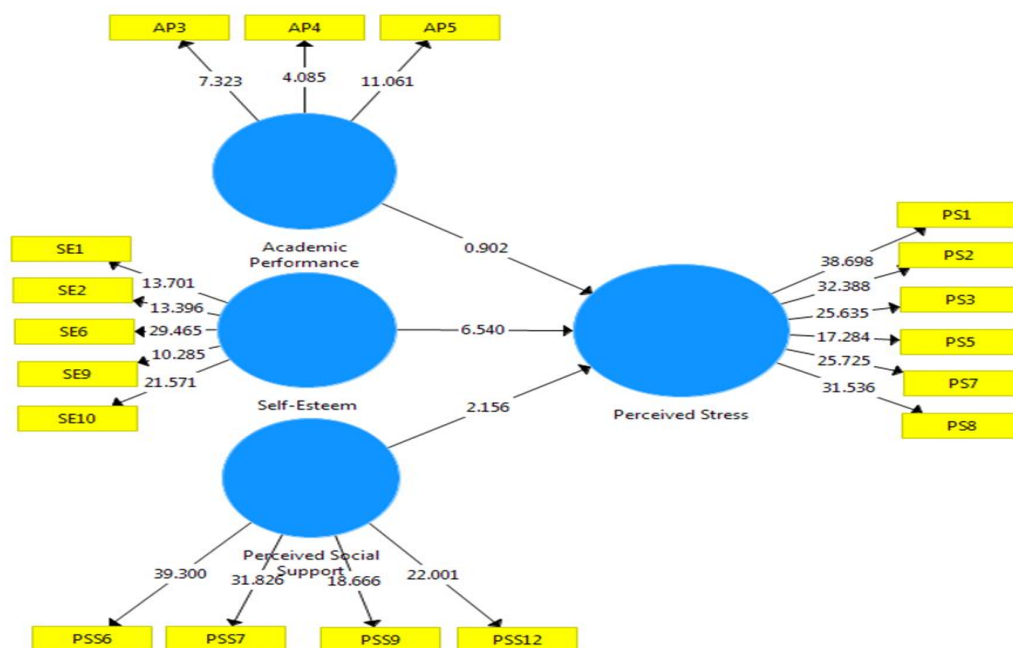 AP3
AP4
AP5
7.323
4.085
11.061
Academic
Performance
0.902
SE1
SE2
SE6
SE9
SE10
13.701
13.396
29.465
10.285
21.571
Self-Esteem
6.540
2.156
Perceived Stress
PS1
PS2
PS3
PS5
PS7
PS8
38.698
32.388
25.635
17.284
25.725
31.536
Perceived Social
Support
39.300
31.826
18.666
22.001
PSS6
PSS7
PSS9
PSS12